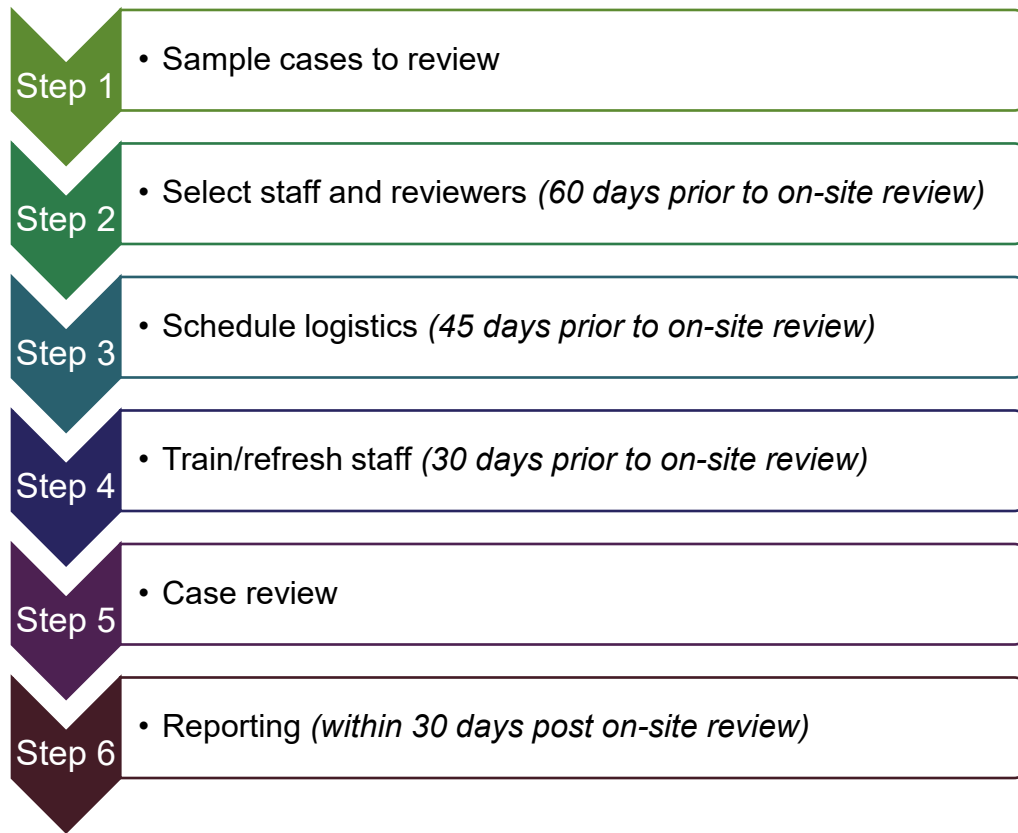 Step 1
• Sample cases to review
Step 2
• Select staff and reviewers (60 days prior to on-site review)
Step 3
• Schedule logistics (45 days prior to on-site review)
Step 4
• Train/refresh staff (30 days prior to on-site review)
Step 5
• Case review
Step 6
• Reporting (within 30 days post on-site review)